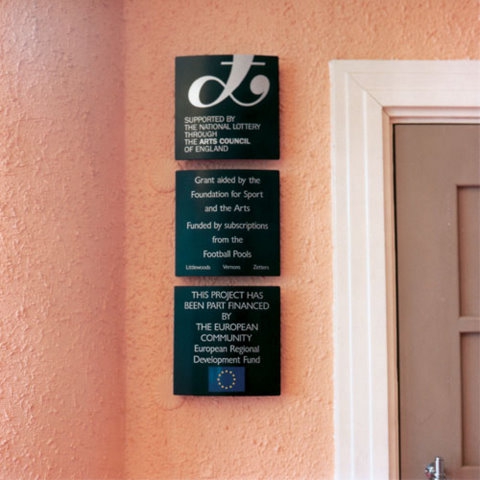 SUPPORTED BY
THE NATIONAL LOTTERY
THROUGH
THE ARTS COUNCIL
OF ENGLAND
Grant aided by the
Foundation for Sport
and the Arts
Funded by subscriptions
from the
Football Pools
Littlewoods Vernons Zetters
THIS PROJECT HAS
BEEN PART FINANCED
BY
THE EUROPEAN
COMMUNITY
European Regional
Development Fund